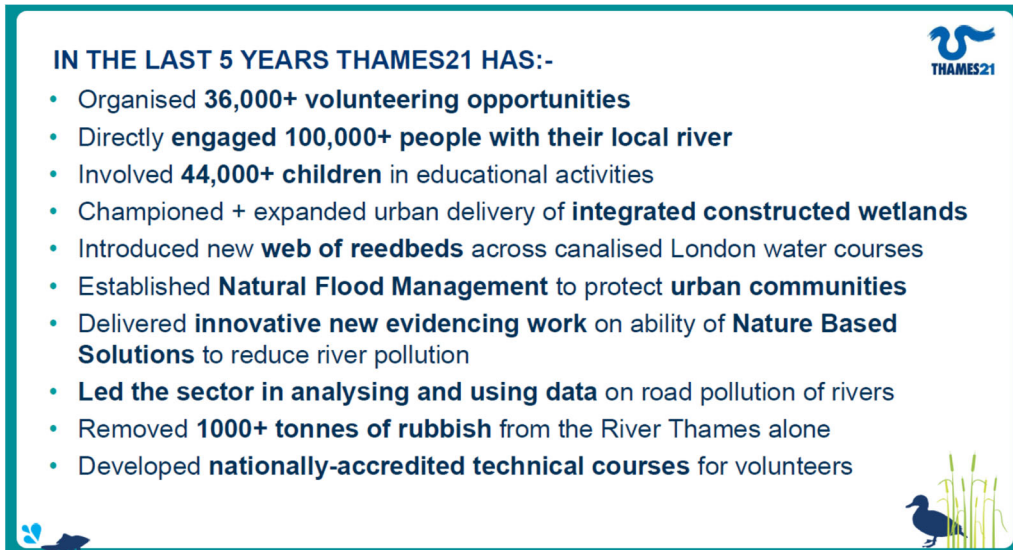 IN THE LAST 5 YEARS THAMES21 HAS:-
THAMES21
• Organised 36,000+ volunteering opportunities
• Directly engaged 100,000+ people with their local river
• Involved 44,000+ children in educational activities
• Championed + expanded urban delivery of integrated constructed wetlands
• Introduced new web of reedbeds across canalised London water courses
• Established Natural Flood Management to protect urban communities
• Delivered innovative new evidencing work on ability of Nature Based
Solutions to reduce river pollution
• Led the sector in analysing and using data on road pollution of rivers
• Removed 1000+ tonnes of rubbish from the River Thames alone
• Developed nationally-accredited technical courses for volunteers